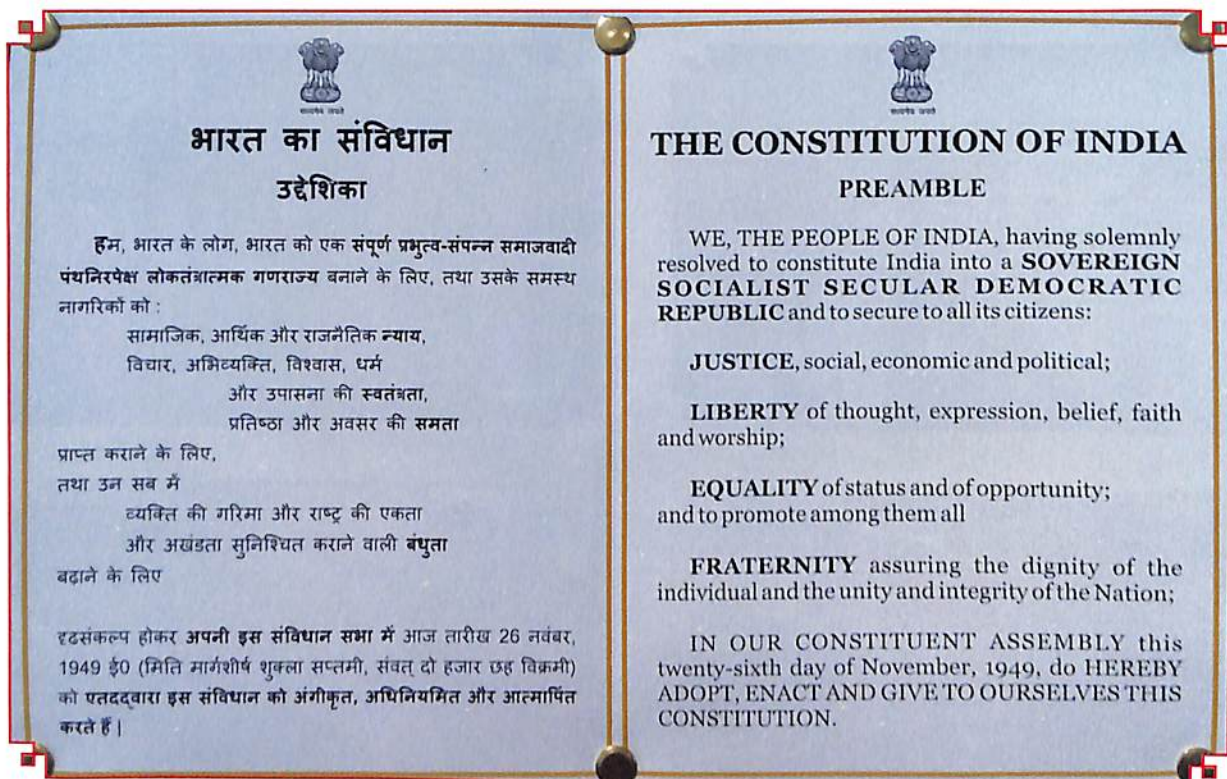 सत्यमेव जयते
भारत का संविधान
उद्देशिका
हम, भारत के लोग, भारत को एक संपूर्ण प्रभुत्व-संपन्न समाजवादी
पंथनिरपेक्ष लोकतंत्रात्मक गणराज्य बनाने के लिए, तथा उसके समस्थ
नागरिकों को :
सामाजिक, आर्थिक और राजनैतिक न्याय,
विचार, अभिव्यक्ति, विश्वास, धर्म
और उपासना की स्वतंत्रता,
प्रतिष्ठा और अवसर की समता
प्राप्त कराने के लिए,
तथा उन सब में
व्यक्ति की गरिमा और राष्ट्र की एकता
और अखंडता सुनिश्चित कराने वाली बंधुता
बढ़ाने के लिए
दृढसंकल्प होकर अपनी इस संविधान सभा में आज तारीख 26 नवंबर,
1949 ई0 (मिति मार्गशीर्ष शुक्ला सप्तमी, संवत् दो हजार छह विक्रमी)
को एतदद्वारा इस संविधान को अंगीकृत, अधिनियमित और आत्मार्पित
करते हैं |
सत्यमेव जयते
THE CONSTITUTION OF INDIA
PREAMBLE
WE, THE PEOPLE OF INDIA, having solemnly
resolved to constitute India into a SOVEREIGN
SOCIALIST SECULAR DEMOCRATIC
REPUBLIC and to secure to all its citizens:
JUSTICE, social, economic and political;
LIBERTY of thought, expression, belief, faith
and worship;
EQUALITY of status and of opportunity;
and to promote among them all
FRATERNITY assuring the dignity of the
individual and the unity and integrity of the Nation;
IN OUR CONSTITUENT ASSEMBLY this
twenty-sixth day of November, 1949, do HEREBY
ADOPT, ENACT AND GIVE TO OURSELVES THIS
CONSTITUTION.